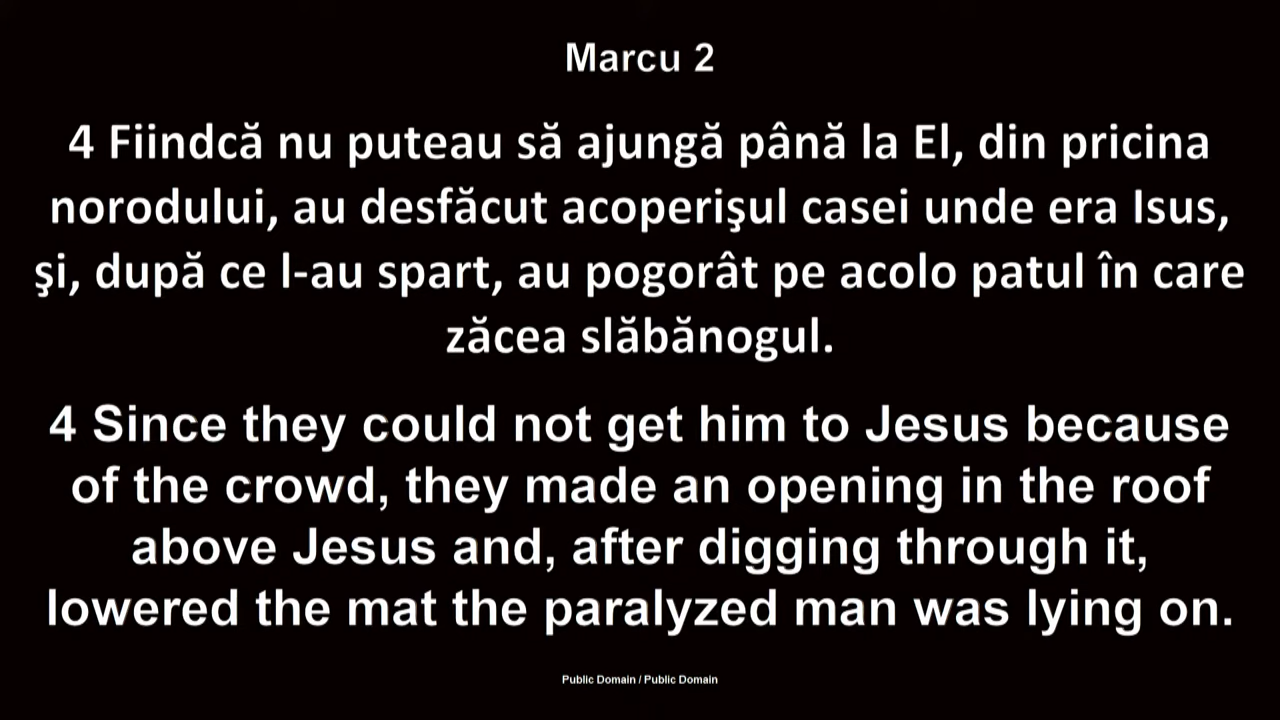 Marcu 2
4 Fiindcă nu puteau să ajungă până la El, din pricina
norodului, au desfăcut acoperişul casei unde era Isus,
şi, după ce l-au spart, au pogorât pe acolo patul în care
zăcea slăbănogul.
4 Since they could not get him to Jesus because
of the crowd, they made an opening in the roof
above Jesus and, after digging through it,
lowered the mat the paralyzed man was lying on.
Public Domain / Public Domain